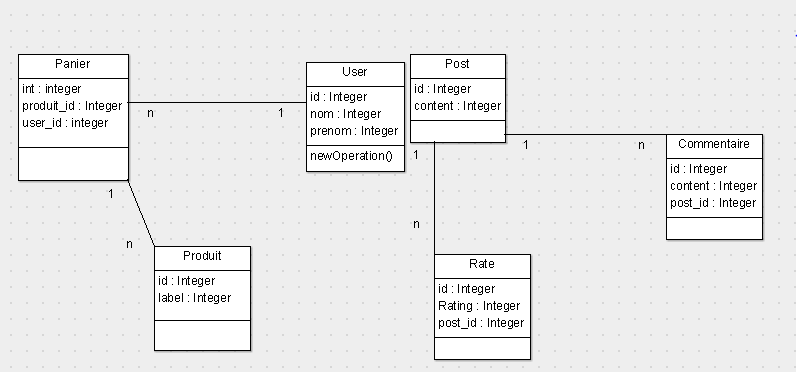 Panier
int : integer
produit_id : Integer
user_id : integer
n
1
User
id : Integer
nom : Integer
prenom : Integer
newOperation()
Post
id : Integer
content : Integer
1
n
Commentaire
id : Integer
content : Integer
post_id : Integer
1
n
Produit
id : Integer
label : Integer
1
n
Rate
id : Integer
Rating : Integer
post_id : Integer